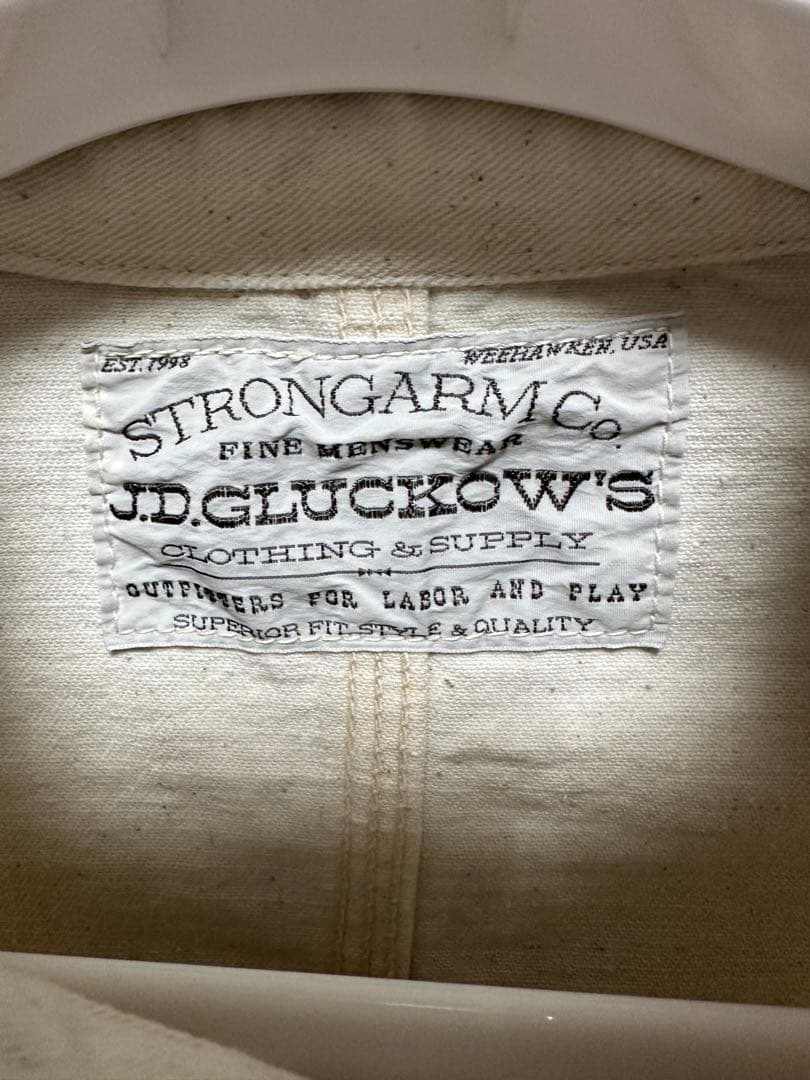 EST. 1998 WEEHAWKEN, USA
STRONGARM Co.
FINE MENSWEAR
J.D.GLUCKOW'S
CLOTHING & SUPPLY
OUTFITTERS FOR LABOR AND PLAY
SUPERIOR FIT, STYLE & QUALITY